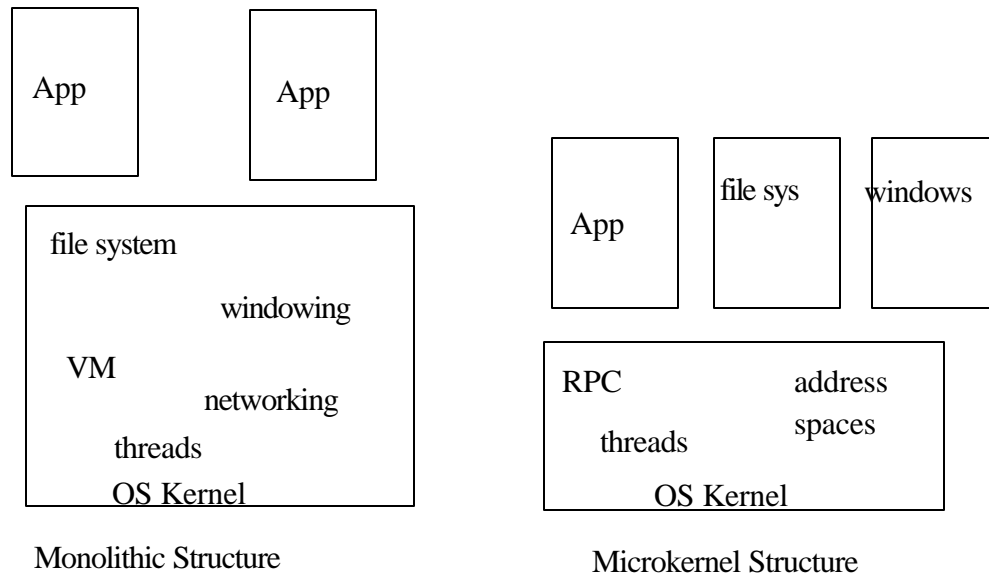 App
App
file system
windowing
VM
networking
threads
OS Kernel
Monolithic Structure
App
file sys
windows
RPC
address
spaces
threads
OS Kernel
Microkernel Structure